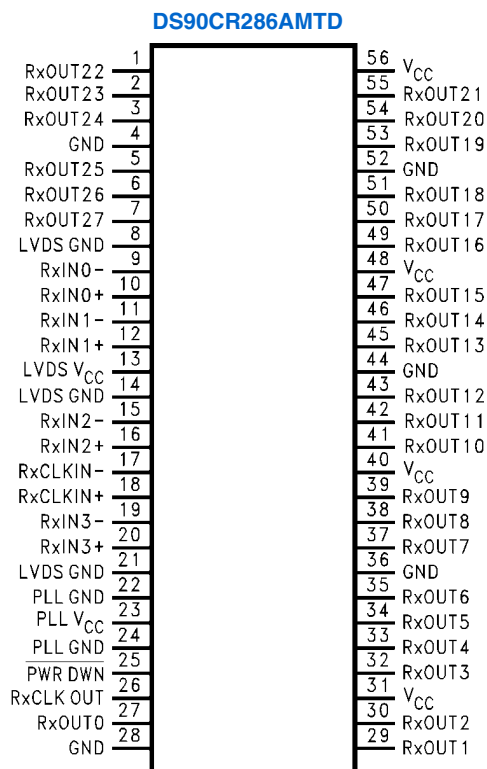 DS90CR286AMTD
RxOUT22 1 56 VCC
RxOUT23 2 55 RxOUT21
RxOUT24 3 54 RxOUT20
GND 4 53 RxOUT19
RxOUT25 5 52 GND
RxOUT26 6 51 RxOUT18
RxOUT27 7 50 RxOUT17
LVDS GND 8 49 RxOUT16
RxIN0- 9 48 VCC
RxIN0+ 10 47 RxOUT15
RxIN1- 11 46 RxOUT14
RxIN1+ 12 45 RxOUT13
LVDS VCC 13 44 GND
LVDS GND 14 43 RxOUT12
RxIN2- 15 42 RxOUT11
RxIN2+ 16 41 RxOUT10
RxCLKIN- 17 40 VCC
RxCLKIN+ 18 39 RxOUT9
RxIN3- 19 38 RxOUT8
RxIN3+ 20 37 RxOUT7
LVDS GND 21 36 GND
PLL GND 22 35 RxOUT6
PLL VCC 23 34 RxOUT5
PLL GND 24 33 RxOUT4
PWR DWN 25 32 RxOUT3
RxCLK OUT 26 31 VCC
RxOUT0 27 30 RxOUT2
GND 28 29 RxOUT1